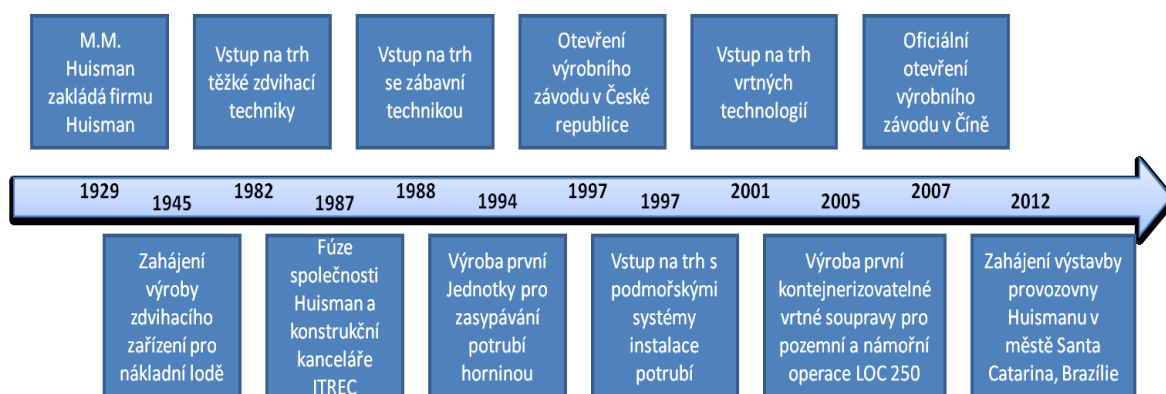 M.M.
Huisman
zakládá firmu
Huisman
Vstup na trh
těžké zdvihací
techniky
Vstup na trh
se zábavní
technikou
Otevření
výrobního
závodu v České
republice
Vstup na trh
vrtných
technologií
Oficiální
otevření
výrobního
závodu v Číně
1929
1945
1982
1987
1988
1994
1997
1997
2001
2005
2007
2012
Zahájení
výroby
zdvihacího
zařízení pro
nákladní lodě
Fúze
společnosti
Huisman a
konstrukční
kanceláře
ITREC
Výroba první
Jednotky pro
zasypávání
potrubí
horninou
Vstup na trh s
podmořskými
systémy
instalace
potrubí
Výroba první
kontejnerizovatelné
vrtné soupravy pro
pozemní a námořní
operace LOC 250
Zahájení výstavby
provozovny
Huismanu v
městě Santa
Catarina, Brazílie